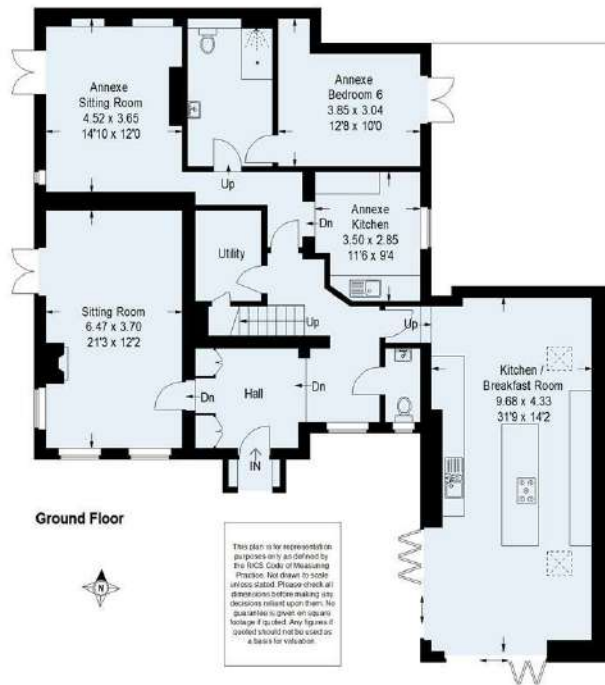 Annexe
Sitting Room
4.52 x 3.65
14'10 x 12'0
Annexe
Bedroom 6
3.85 x 3.04
12'8 x 10'0
Up
Annexe
Kitchen
3.50 x 2.85
11'6 x 9'4
Dn
Utility
Sitting Room
6.47 x 3.70
21'3 x 12'2
Up
Up
Kitchen /
Breakfast Room
9.68 x 4.33
31'9 x 14'2
Dn
Hall
Dn
IN
Ground Floor
N
This plan is for representation
purposes only as defined by
the RICS Code of Measuring
Practice. Not drawn to scale
unless stated. Please check all
dimensions before making any
decisions reliant upon them. No
guarantee is given on square
footage if quoted. Any figures if
quoted should not be used as
a basis for valuation.